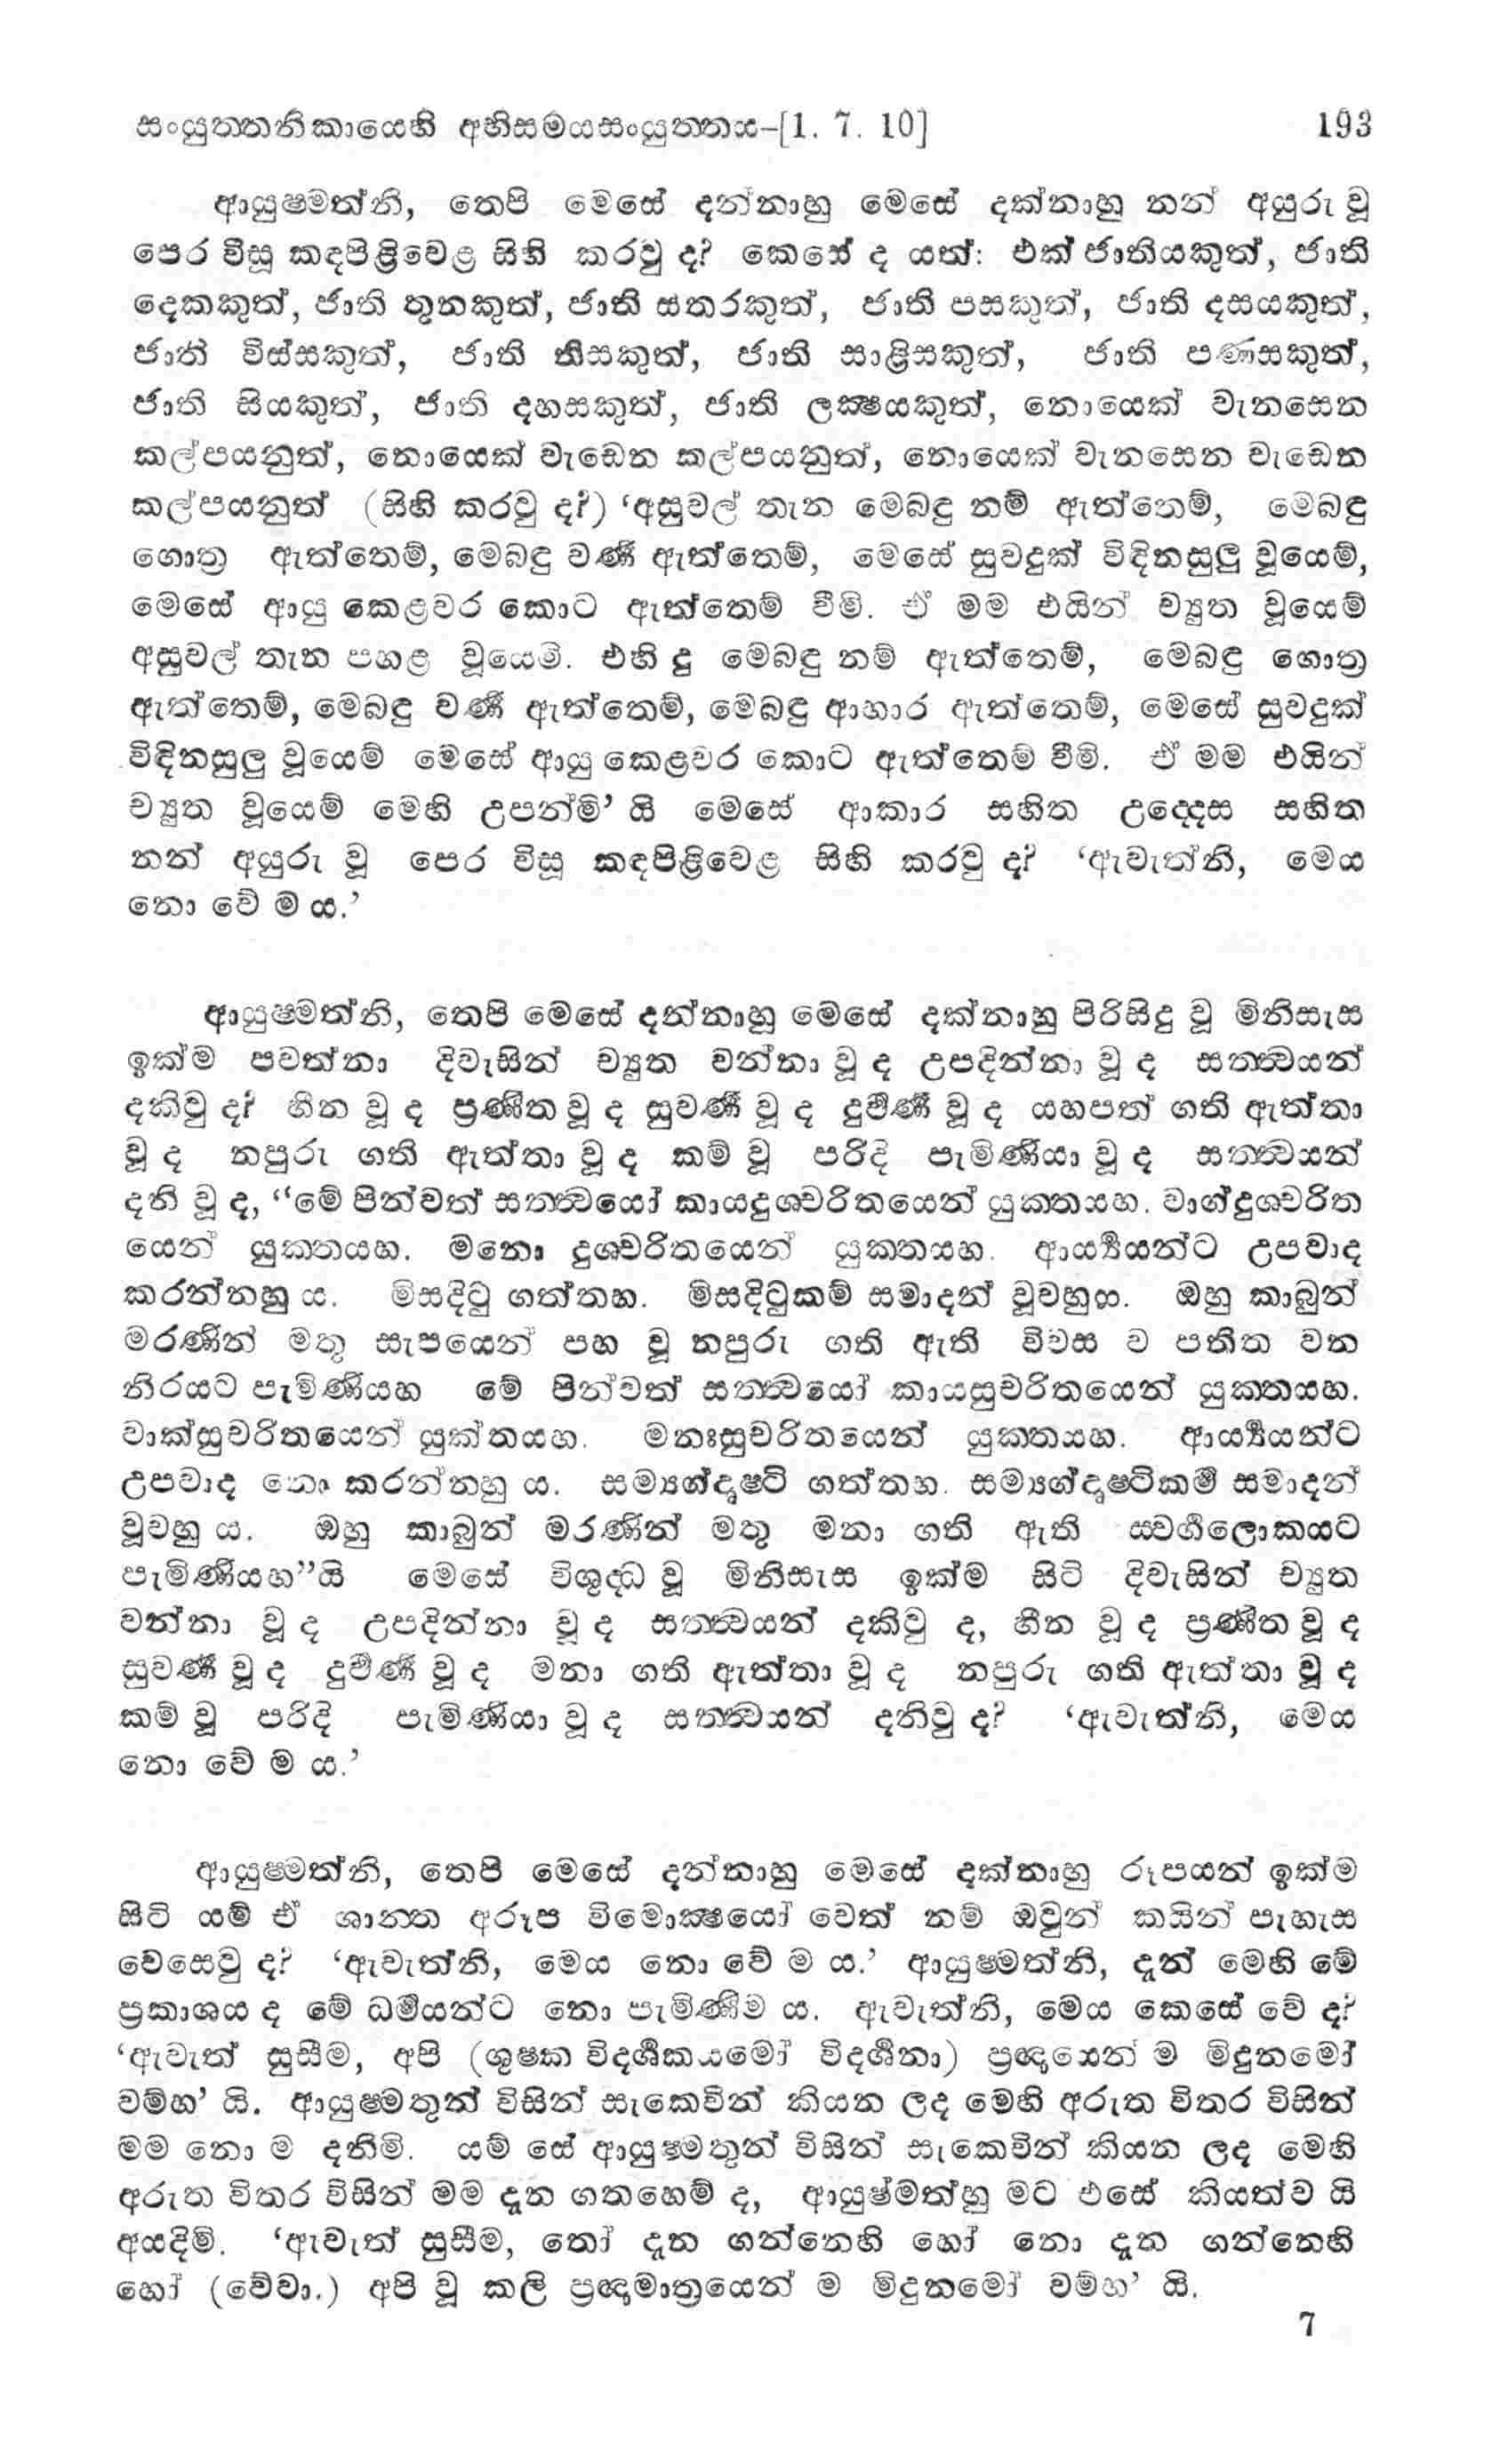 සංයුත්තනිකායෙහි අභිසමයසංයුත්තය–[1. 7. 10] 193
ආයුෂ්මත්නි, තෙපි මෙසේ දන්නාහු මෙසේ දක්නාහු නන් අයුරු වූ
පෙර විසූ කඳපිළිවෙළ සිහි කරවු ද? කෙසේ ද යත්: එක් ජාතියකුත්, ජාති
දෙකකුත්, ජාති තුනකුත්, ජාති සතරකුත්, ජාති පසකුත්, ජාති දසයකුත්,
ජාති විස්සකුත්, ජාති තිසකුත්, ජාති සාළිසකුත්, ජාති පණසකුත්,
ජාති සියකුත්, ජාති දහසකුත්, ජාති ලක්‍ෂයකුත්, නොයෙක් වැනසෙන
කල්පයනුත්, නොයෙක් වැඩෙන කල්පයනුත්, නොයෙක් වැනසෙන වැඩෙන
කල්පයනුත් (සිහි කරවු ද?) ‘අසුවල් තැන මෙබඳු නම් ඇත්තෙම්, මෙබඳු
ගොත්‍ර ඇත්තෙම්, මෙබඳු වර්‍ණ ඇත්තෙම්, මෙසේ සුවදුක් විඳිනසුලු වූයෙම්,
මෙසේ ආයු කෙළවර කොට ඇත්තෙම් වීමි. ඒ මම එයින් ච්‍යුත වූයෙම්
අසුවල් තැන පහළ වූයෙමි. එහි දු මෙබඳු නම් ඇත්තෙම්, මෙබඳු ගොත්‍ර
ඇත්තෙම්, මෙබඳු වර්‍ණ ඇත්තෙම්, මෙබඳු ආහාර ඇත්තෙම්, මෙසේ සුවදුක්
විඳිනසුලු වූයෙම් මෙසේ ආයු කෙළවර කොට ඇත්තෙම් වීමි. ඒ මම එයින්
ච්‍යුත වූයෙම් මෙහි උපන්මි’ යි මෙසේ ආකාර සහිත උද්දෙස සහිත
නන් අයුරු වූ පෙර විසූ කඳපිළිවෙළ සිහි කරවු ද? ‘ඇවැත්නි, මෙය
නො වේ ම ය.’
ආයුෂ්මත්නි, තෙපි මෙසේ දන්නාහු මෙසේ දක්නාහු පිරිසිදු වූ මිනිසැස
ඉක්ම පවත්නා දිවැසින් ච්‍යුත වන්නා වූ ද උපදින්නා වූ ද සත්ත්‍වයන්
දකිවු ද? හීන වූ ද ප්‍රණීත වූ ද සුවර්‍ණ වූ ද දුර්‍වර්‍ණ වූ ද යහපත් ගති ඇත්තා
වූ ද නපුරු ගති ඇත්තා වූ ද කම් වූ පරිදි පැමිණියා වූ ද සත්ත්‍වයන්
දනි වූ ද, “මේ පින්වත් සත්ත්‍වයෝ කායදුශ්චරිතයෙන් යුක්තයහ. වාග්දුශ්චරිත
යෙන් යුක්තයහ. මනො දුශ්චරිතයෙන් යුක්තයහ. ආර්‍ය්‍යයන්ට උපවාද
කරන්නහු ය. මිසදිටු ගත්තහ. මිසදිටුකම් සමාදන් වූවහුය. ඔහු කාබුන්
මරණින් මතු සැපයෙන් පහ වූ නපුරු ගති ඇති විවස ව පතිත වන
නිරයට පැමිණියහ මේ පින්වත් සත්ත්‍වයෝ කායසුචරිතයෙන් යුක්තයහ.
වාක්සුචරිතයෙන් යුක්තයහ. මනඃසුචරිතයෙන් යුක්තයහ. ආර්‍ය්‍යයන්ට
උපවාද නො කරන්නහු ය. සම්‍යග්දෘෂ්ටි ගත්තහ. සම්‍යග්දෘෂ්ටිකර්‍ම සමාදන්
වූවහු ය. ඔහු කාබුන් මරණින් මතු මනා ගති ඇති ස්වර්‍ගලොකයට
පැමිණියහ”යි මෙසේ විශුද්ධ වූ මිනිසැස ඉක්ම සිටි දිවැසින් ච්‍යුත
වන්නා වූ ද උපදින්නා වූ ද සත්ත්‍වයන් දකිවු ද, හීන වූ ද ප්‍රණීත වූ ද
සුවර්‍ණ වූ ද දුර්‍වර්‍ණ වූ ද මනා ගති ඇත්තා වූ ද නපුරු ගති ඇත්තා වූ ද
කම් වූ පරිදි පැමිණියා වූ ද සත්ත්‍වයන් දනිවු ද? ‘ඇවැත්නි, මෙය
නො වේ ම ය.’
ආයුෂ්මත්නි, තෙපි මෙසේ දන්නාහු මෙසේ දක්නාහු රූපයන් ඉක්ම
සිටි යම් ඒ ශාන්ත අරූප විමොක්‍ෂයෝ වෙත් නම් ඔවුන් කයින් පැහැස
වෙසෙවු ද? ‘ඇවැත්නි, මෙය නො වේ ම ය.’ ආයුෂ්මත්නි, දැන් මෙහි මේ
ප්‍රකාශය ද මේ ධර්‍මයන්ට නො පැමිණීම ය. ඇවැත්නි, මෙය කෙසේ වේ ද?
‘ඇවැත් සුසීම, අපි (ශුෂ්ක විදර්‍ශකයමෝ විදර්‍ශනා) ප්‍රඥායෙන් ම මිදුනමෝ
වම්හ’ යි. ආයුෂ්මතුන් විසින් සැකෙවින් කියන ලද මෙහි අරුත විතර විසින්
මම නො ම දනිමි. යම් සේ ආයුෂ්මතුන් විසින් සැකෙවින් කියන ලද මෙහි
අරුත විතර විසින් මම දැන ගතහෙම් ද, ආයුෂ්මත්හු මට එසේ කියත්ව යි
අයදිමි. ‘ඇවැත් සුසීම, තෝ දැන ගන්නෙහි හෝ නො දැන ගන්නෙහි
හෝ (වේවා.) අපි වූ කලි ප්‍රඥාමාත්‍රයෙන් ම මිදුනමෝ වම්හ’ යි.
7